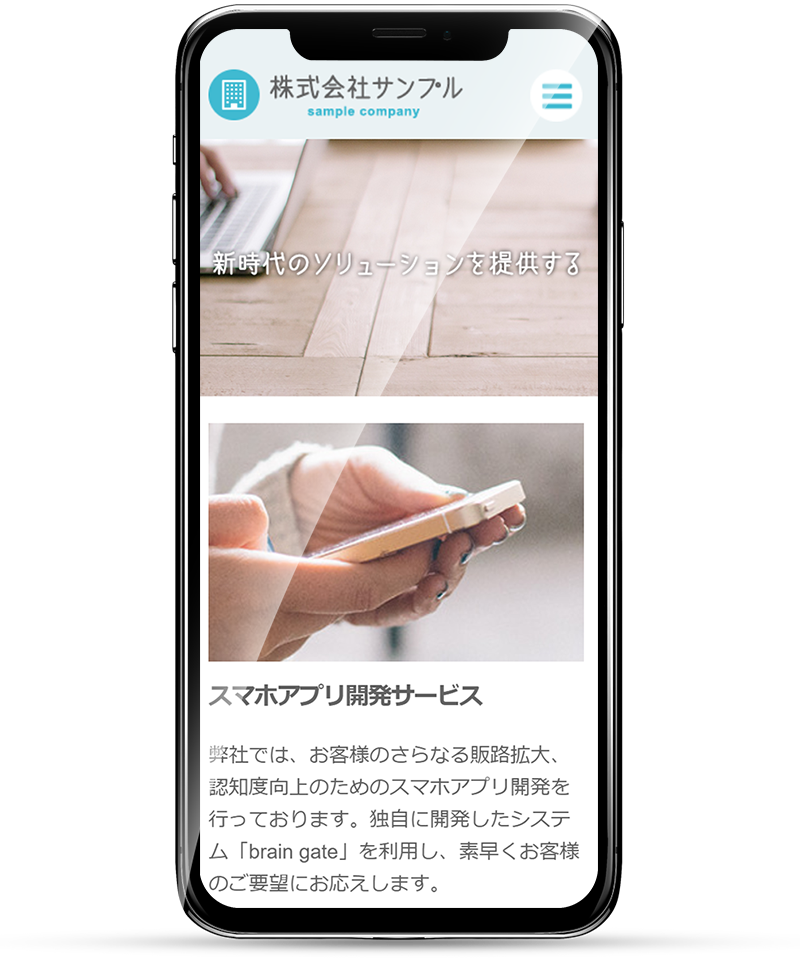 株式会社サンプル
sample company
新時代のソリューションを提供する
スマホアプリ開発サービス
弊社では、お客様のさらなる販路拡大、
認知度向上のためのスマホアプリ開発を
行っております。独自に開発したシステ
ム「brain gate」を利用し、素早くお客様
のご要望にお応えします。